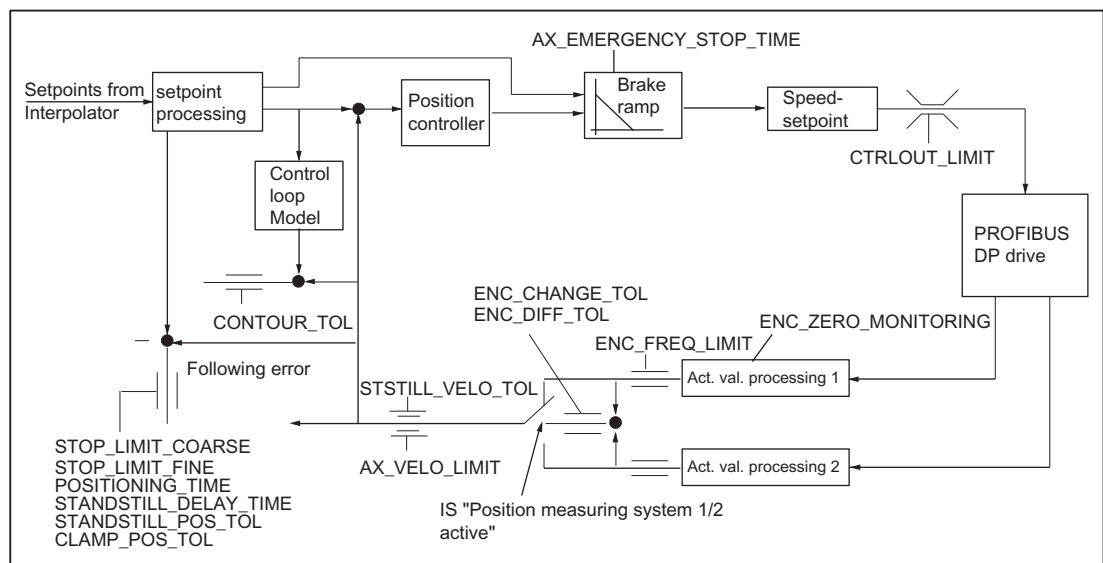 AX_EMERGENCY_STOP_TIME
Setpoints from
Interpolator
setpoint
processing
Position
controller
Brake
ramp
Speed-
setpoint
CTRLOUT_LIMIT
Control
loop
Model
PROFIBUS
DP drive
CONTOUR_TOL
ENC_CHANGE_TOL
ENC_DIFF_TOL
ENC_ZERO_MONITORING
ENC_FREQ_LIMIT
–
Following error
STSTILL_VELO_TOL
Act. val. processing 1
AX_VELO_LIMIT
Act. val. processing 2
STOP_LIMIT_COARSE
STOP_LIMIT_FINE
POSITIONING_TIME
STANDSTILL_DELAY_TIME
STANDSTILL_POS_TOL
CLAMP_POS_TOL
IS "Position measuring system 1/2
active"